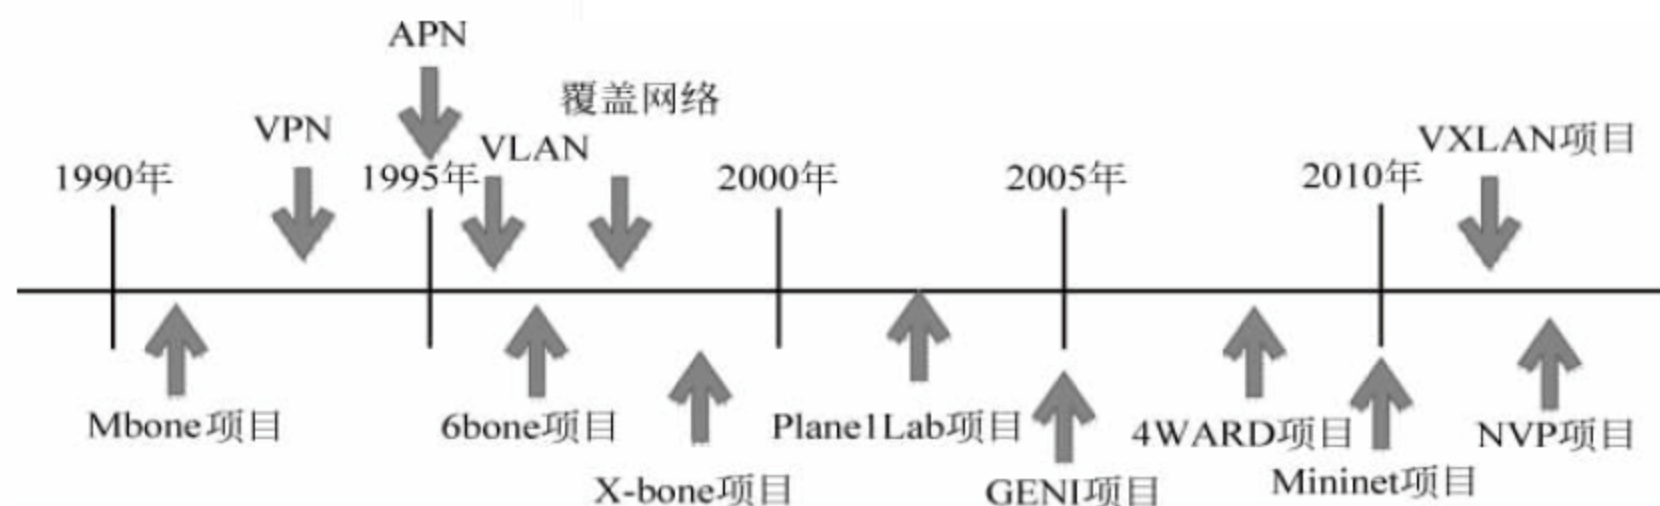 APN
覆盖网络
VPN
VLAN
VXLAN项目
1990年
1995年
2000年
2005年
2010年
Mbone项目
6bone项目
Plane1Lab项目
4WARD项目
NVP项目
X-bone项目
GENI项目
Mininet项目